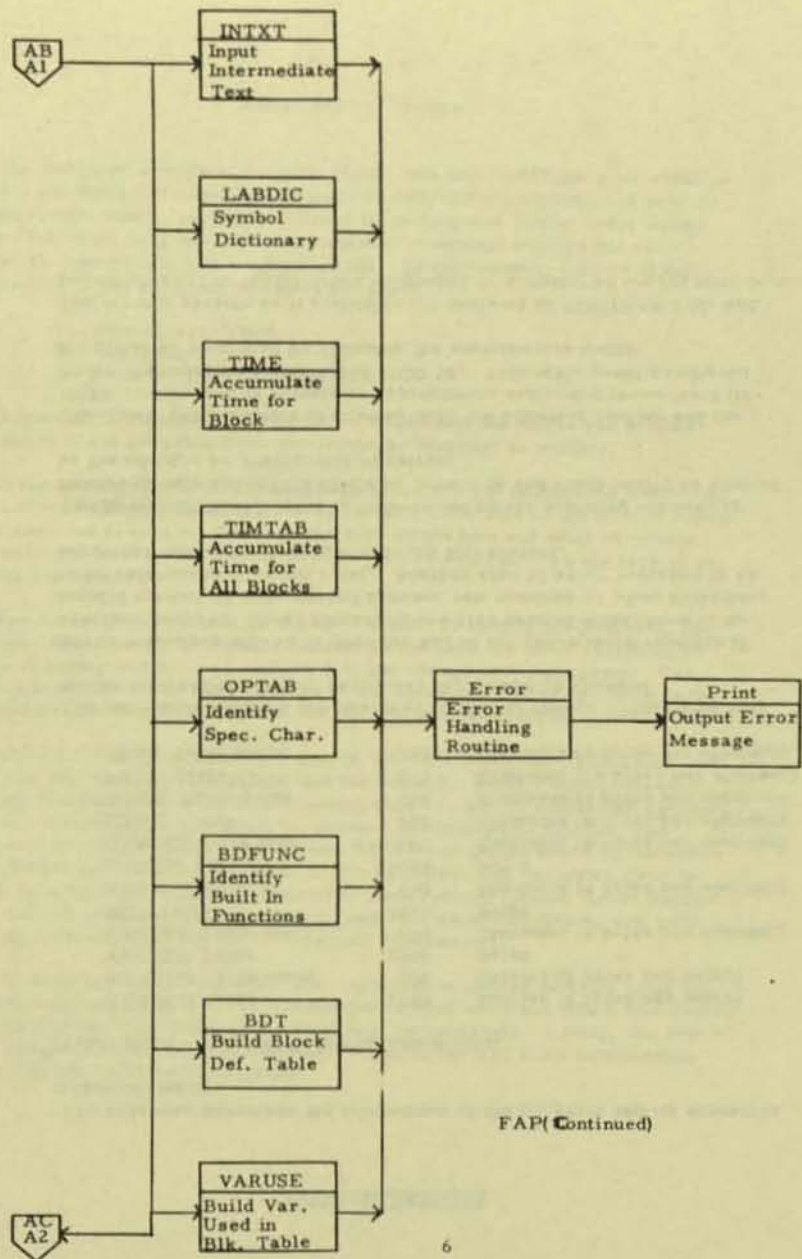 AB
A1
INTXT
Input
Intermediate
Text
LABDIC
Symbol
Dictionary
TIME
Accumulate
Time for
Block
TIMTAB
Accumulate
Time for
All Blocks
OPTAB
Identify
Spec. Char.
Error
Error
Handling
Routine
Print
Output Error
Message
BDFUNC
Identify
Built In
Functions
BDT
Build Block
Def. Table
FAP( Continued)
VARUSE
Build Var.
Used in
Blk. Table
AC
A2
6